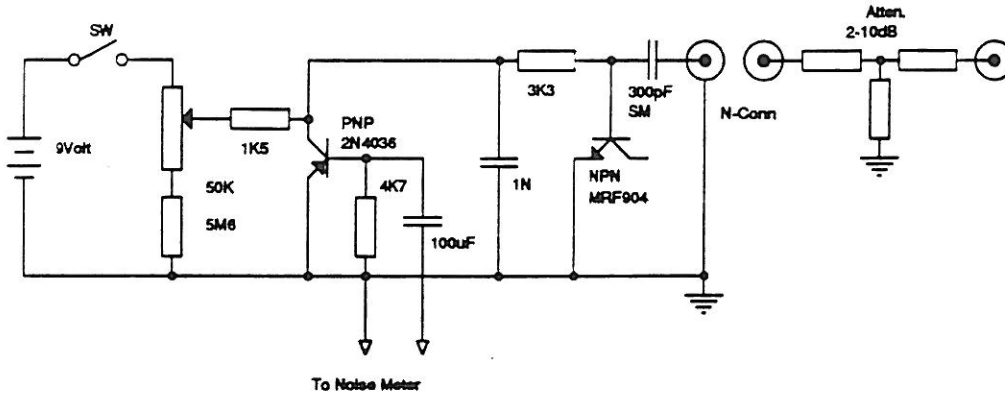 SW
Atten.
2-10dB
3K3
300pF
SM
N-Conn
9Volt
1K5
PNP
2N4036
50K
5M6
4K7
100uF
1N
NPN
MRF904
To Noise Meter